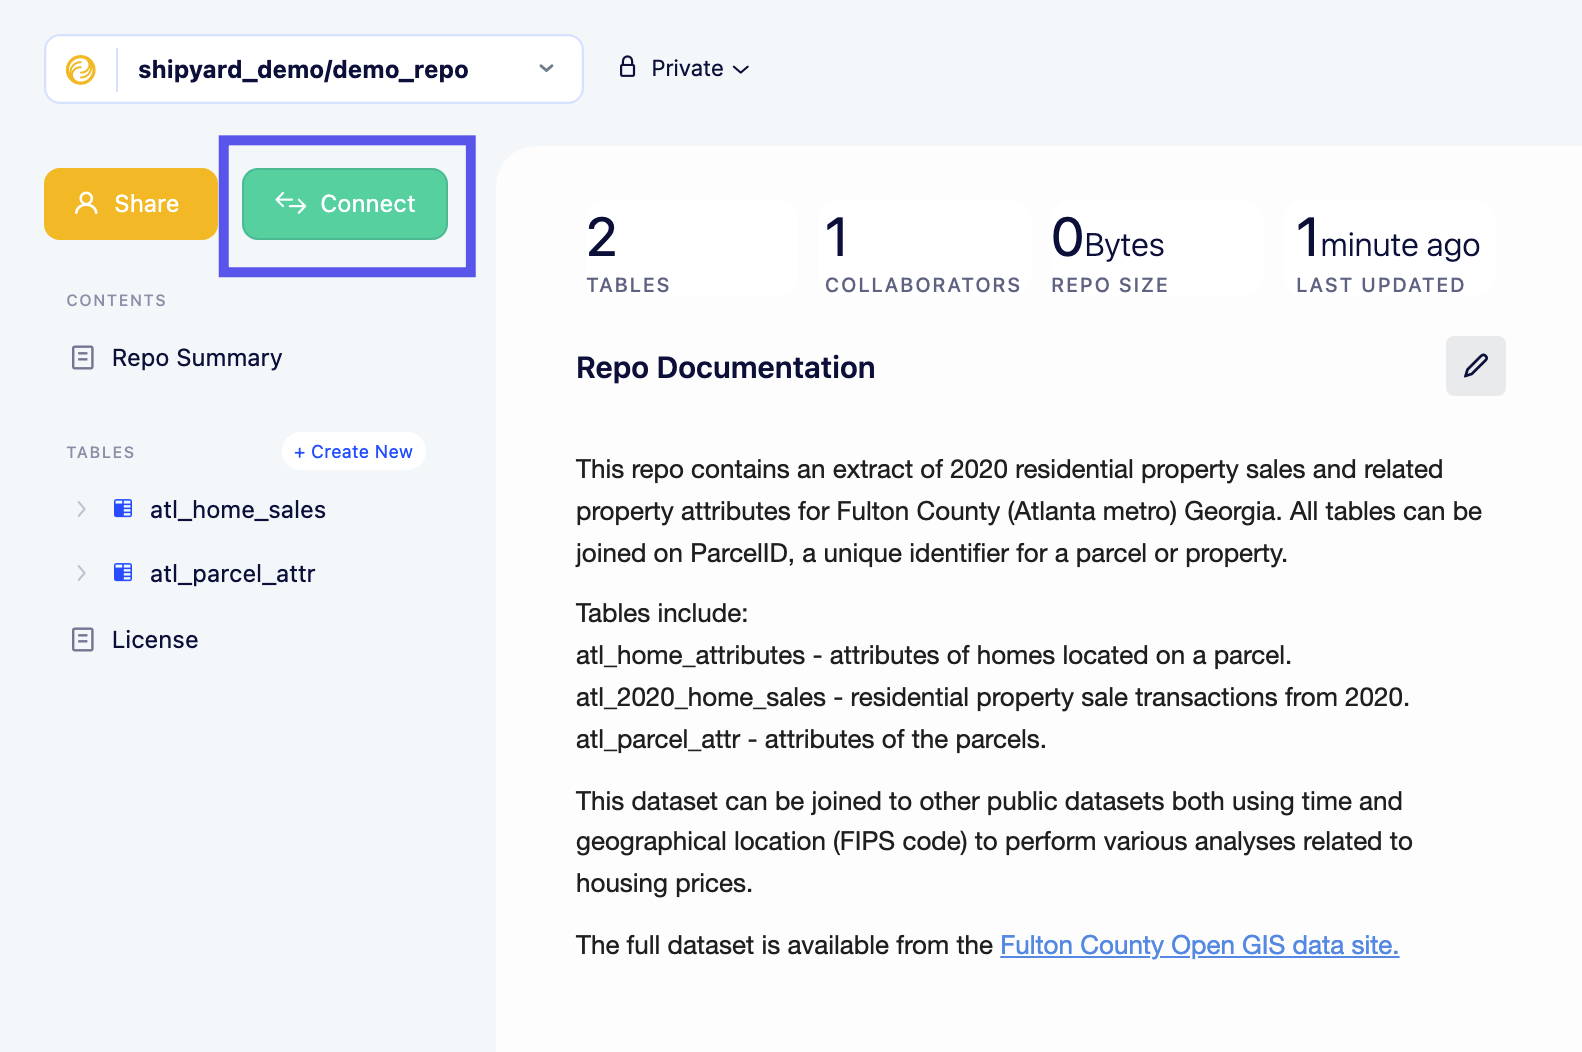 shipyard_demo/demo_repo
Private
Share
Connect
CONTENTS
Repo Summary
TABLES
+ Create New
atl_home_sales
atl_parcel_attr
License
2
TABLES
1
COLLABORATORS
0Bytes
REPO SIZE
1minute ago
LAST UPDATED
Repo Documentation
This repo contains an extract of 2020 residential property sales and related
property attributes for Fulton County (Atlanta metro) Georgia. All tables can be
joined on ParcelID, a unique identifier for a parcel or property.
Tables include:
atl_home_attributes - attributes of homes located on a parcel.
atl_2020_home_sales - residential property sale transactions from 2020.
atl_parcel_attr - attributes of the parcels.
This dataset can be joined to other public datasets both using time and
geographical location (FIPS code) to perform various analyses related to
housing prices.
The full dataset is available from the Fulton County Open GIS data site.